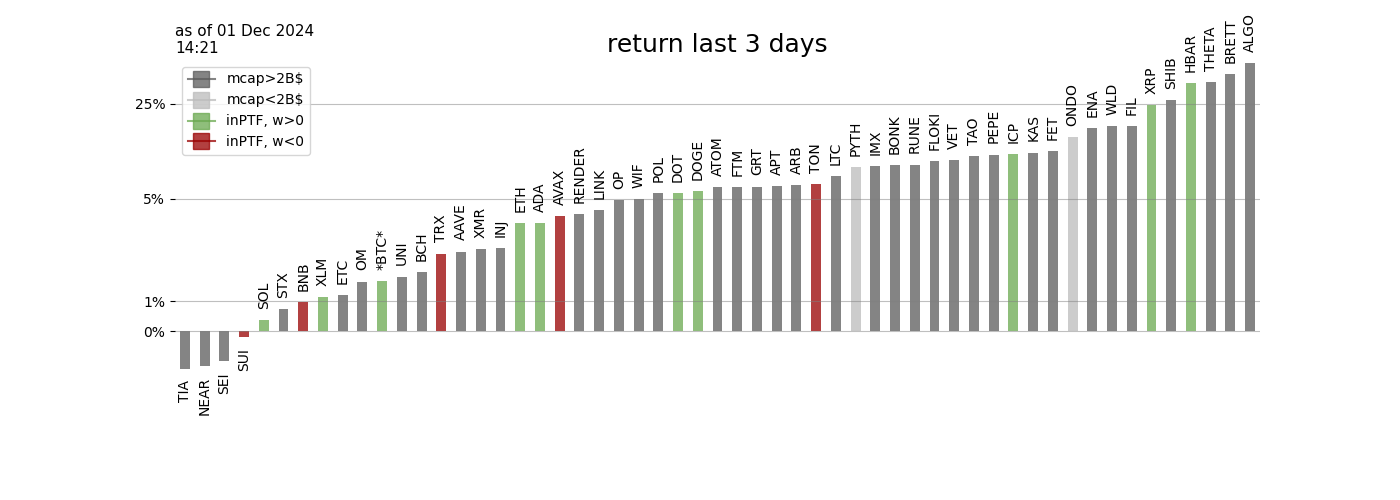 as of 01 Dec 2024
14:21
return last 3 days
mcap>2B$
mcap<2B$
inPTF, w>0
inPTF, w<0
25%
5%
1%
0%
TIA
NEAR
SEI
SUI
SOL
STX
BNB
XLM
ETC
OM
*BTC*
UNI
BCH
TRX
AAVE
XMR
INJ
ETH
ADA
AVAX
RENDER
LINK
OP
WIF
POL
DOT
DOGE
ATOM
FTM
GRT
APT
ARB
TON
LTC
PYTH
IMX
BONK
RUNE
FLOKI
VET
TAO
PEPE
ICP
KAS
FET
ONDO
ENA
WLD
FIL
XRP
SHIB
HBAR
THETA
BRETT
ALGO